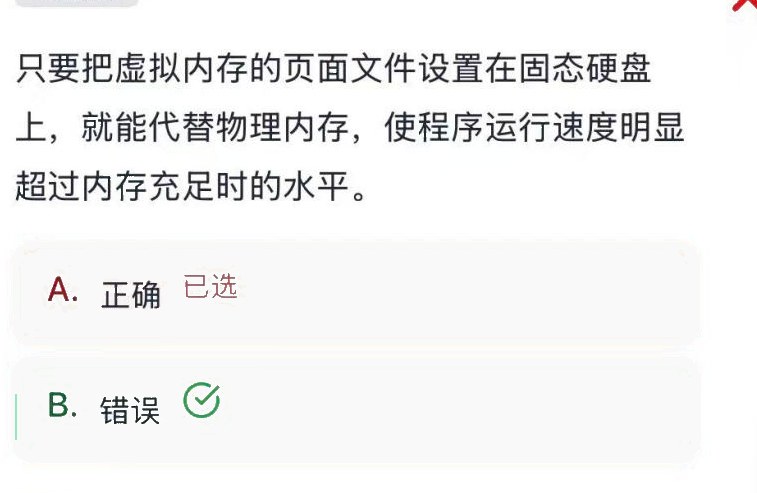 只要把虚拟内存的页面文件设置在固态硬盘
上，就能代替物理内存，使程序运行速度明显
超过内存充足时的水平。
A. 正确 已选
B. 错误